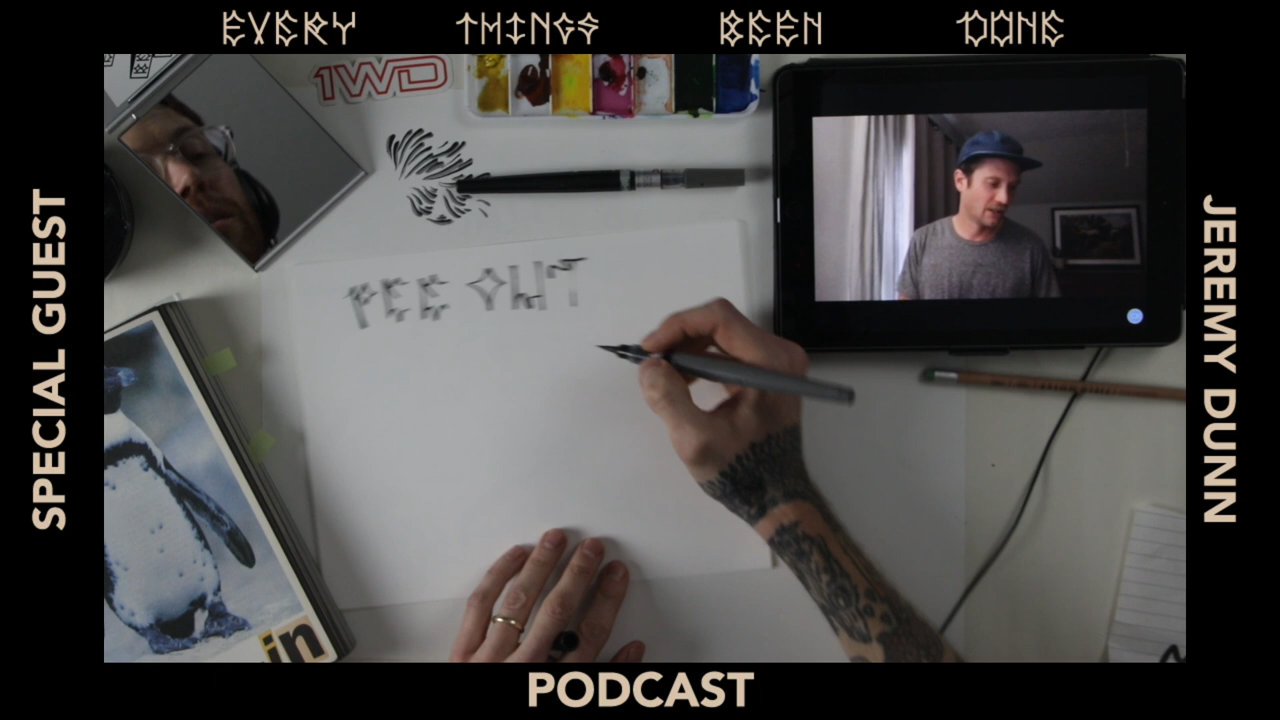 EVERY THINGS BEEN DONE
SPECIAL GUEST
JEREMY DUNN
1WD
PEE OUT
in
PODCAST